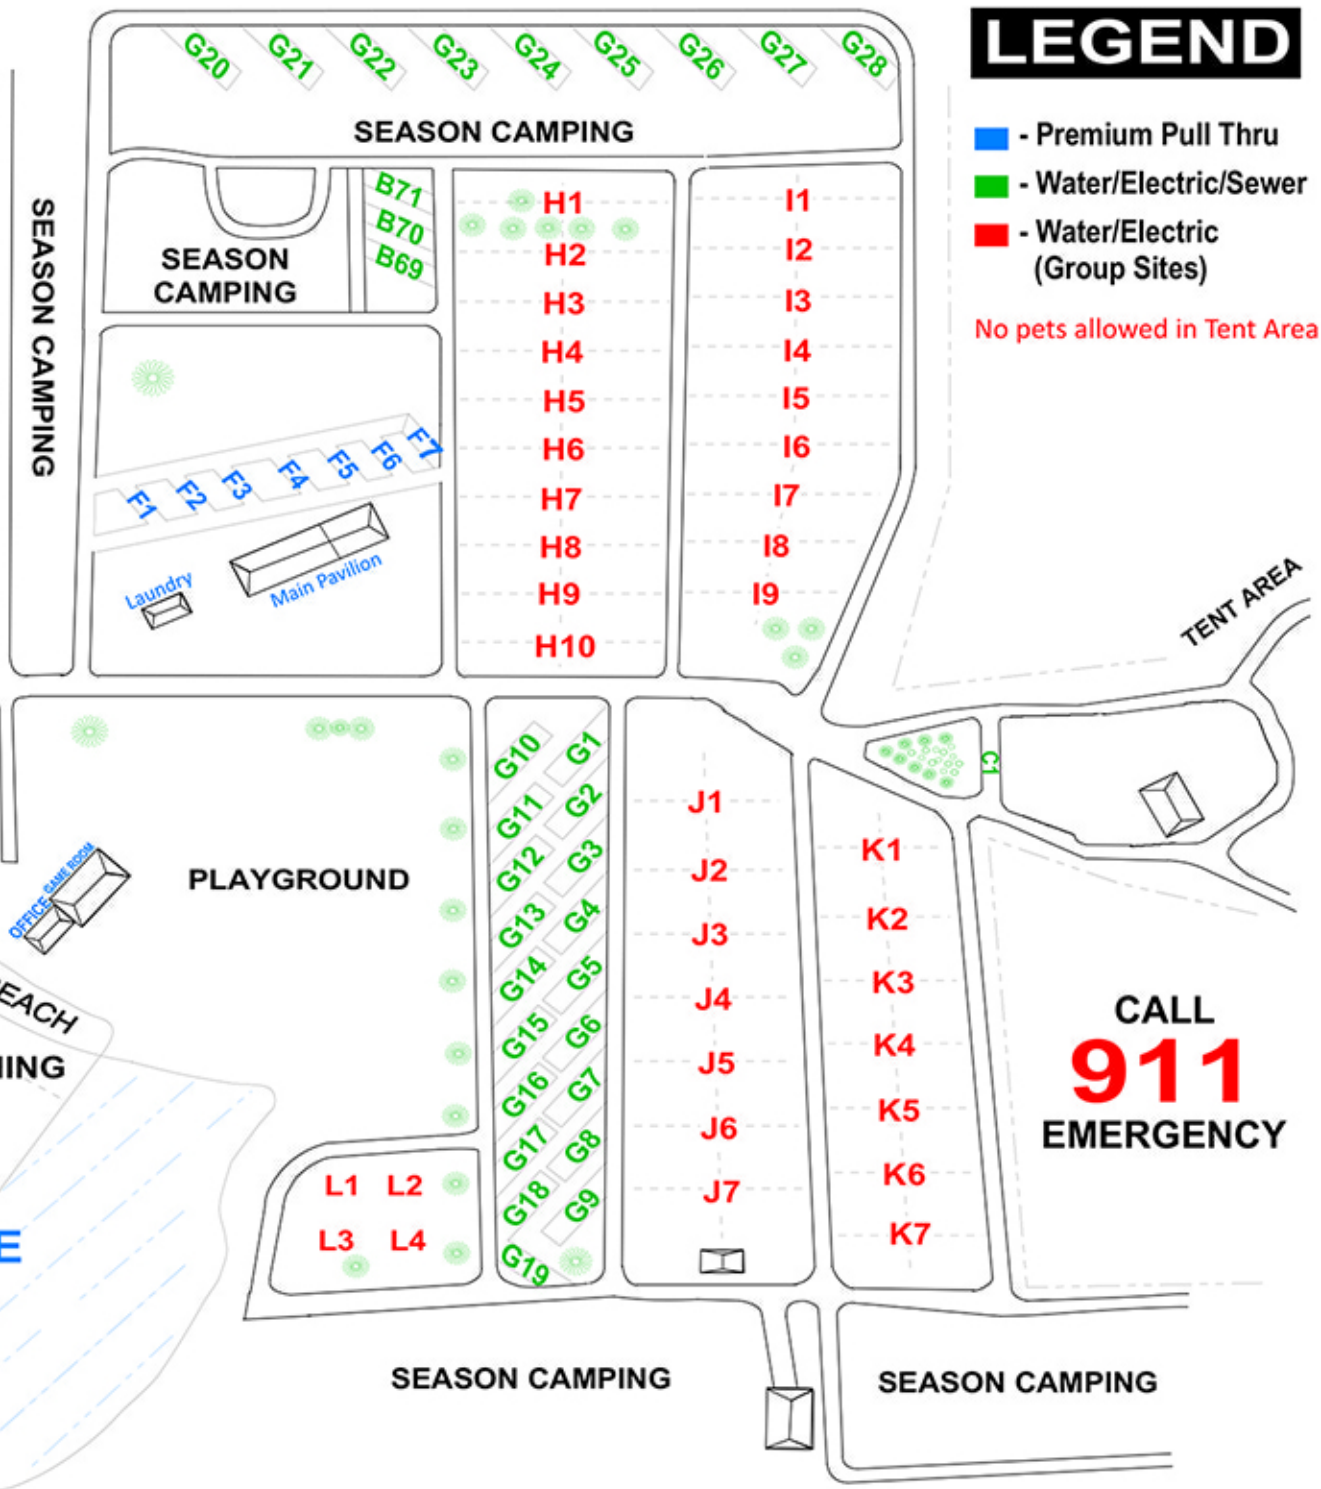 LEGEND
- Premium Pull Thru
- Water/Electric/Sewer
- Water/Electric
(Group Sites)
No pets allowed in Tent Area
G20 G21 G22 G23 G24 G25 G26 G27 G28
SEASON CAMPING
SEASON CAMPING
SEASON
CAMPING
B71
B70
B69
H1
H2
H3
H4
H5
H6
H7
H8
H9
H10
I1
I2
I3
I4
I5
I6
I7
I8
I9
F1 F2 F3 F4 F5 F6 F7
Laundry
Main Pavilion
TENT AREA
C1
PLAYGROUND
OFFICE
GAME ROOM
G10
G11
G12
G13
G14
G15
G16
G17
G18
G19
G1
G2
G3
G4
G5
G6
G7
G8
G9
J1
J2
J3
J4
J5
J6
J7
K1
K2
K3
K4
K5
K6
K7
CALL
911
EMERGENCY
EACH
ING
E
L1 L2
L3 L4
SEASON CAMPING
SEASON CAMPING